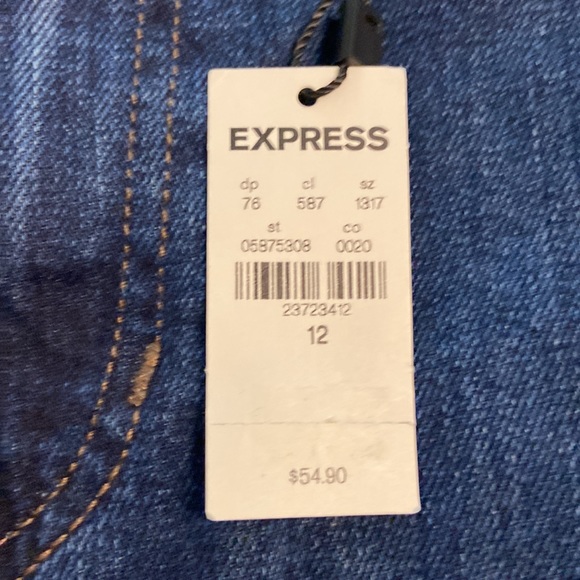 EXPRESS
dp cl sz
76 587 1317
st co
05875308 0020
23723412
12
$54.90